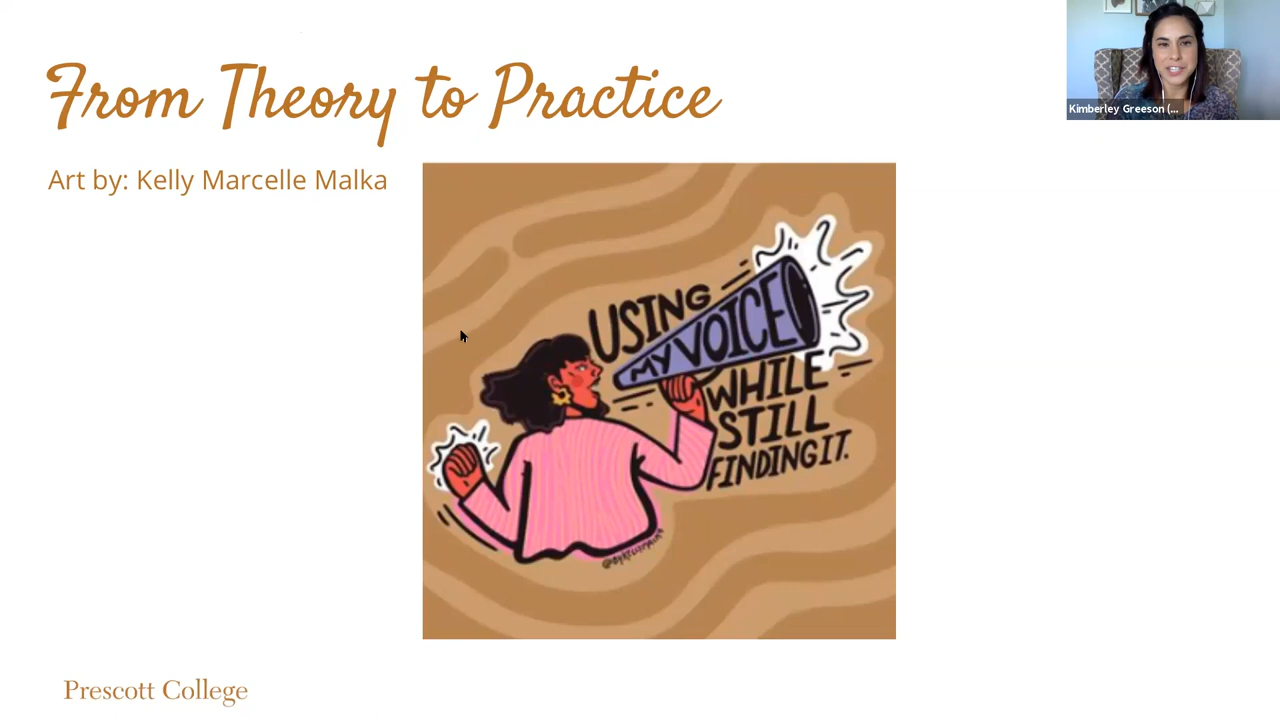 From Theory to Practice
Kimberley Greeson (...
Art by: Kelly Marcelle Malka
USING
MY VOICE
WHILE
STILL
FINDING IT.
Prescott College